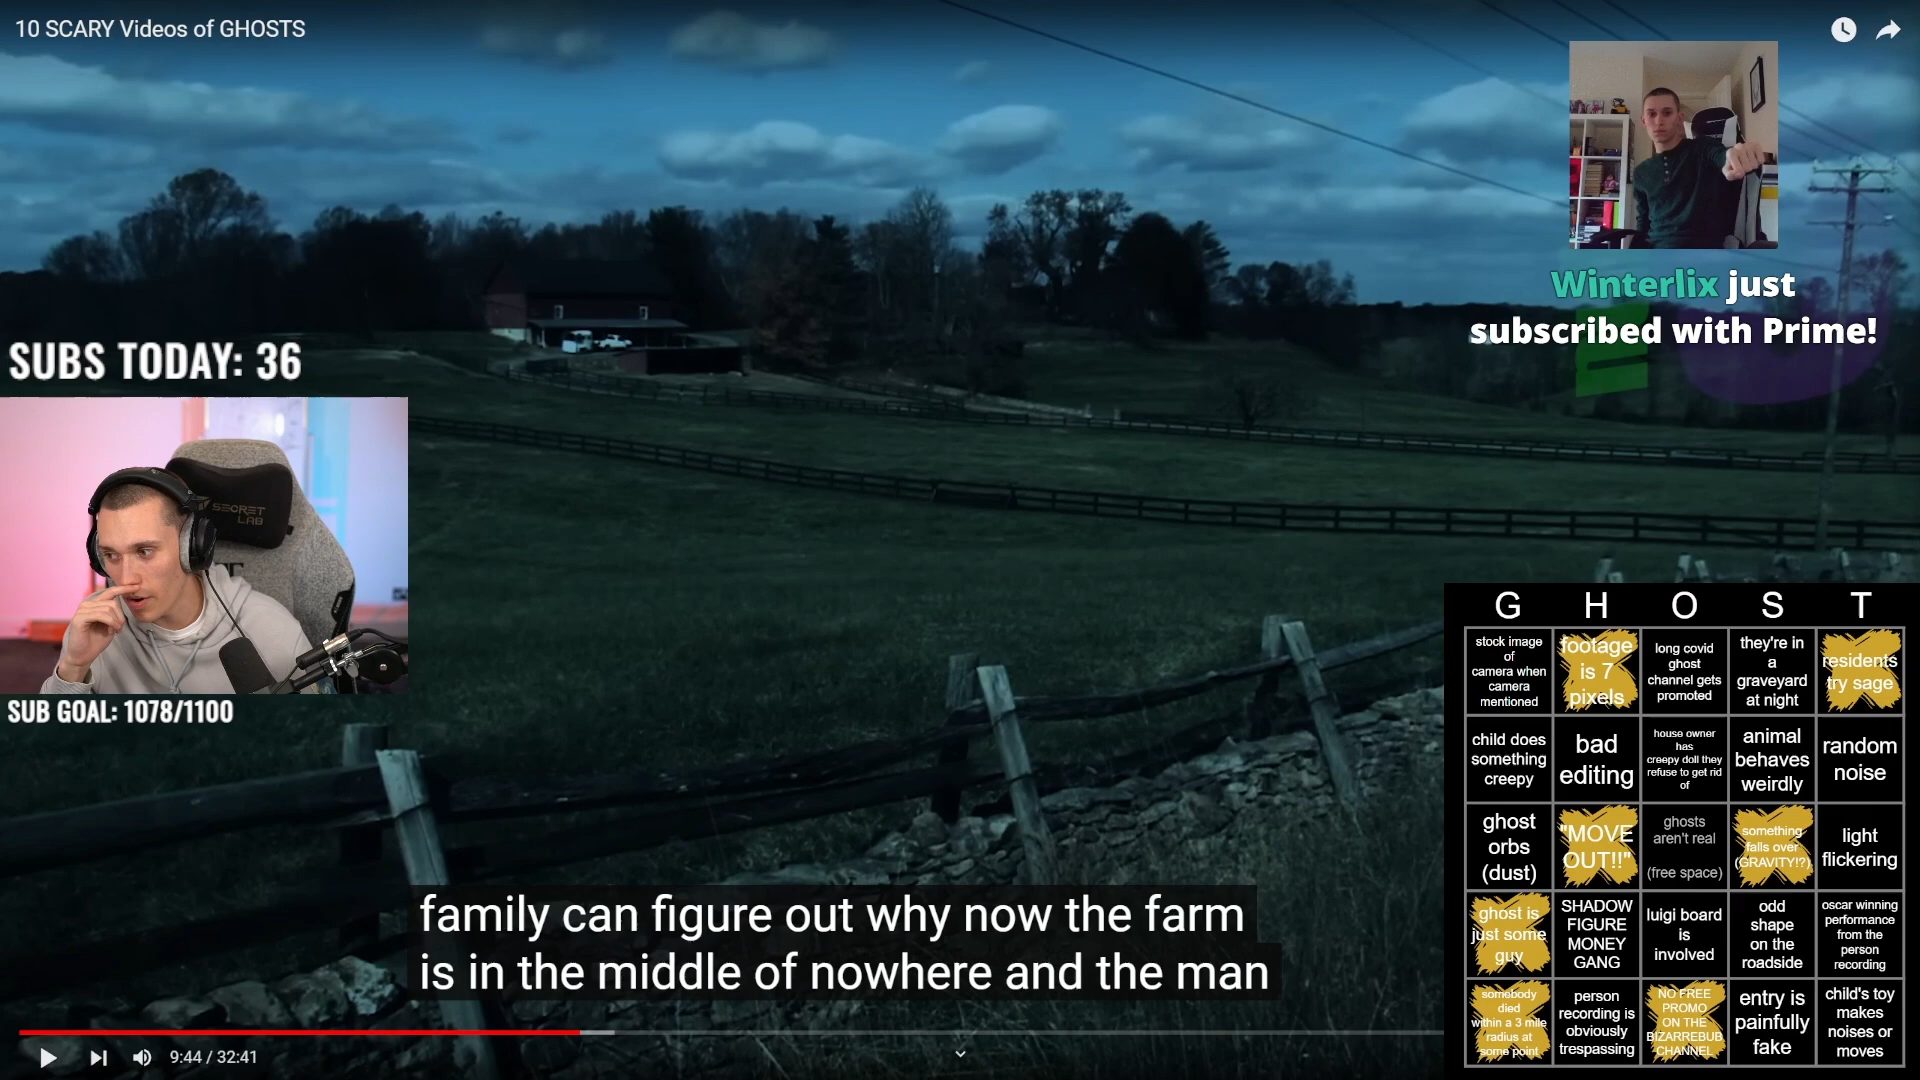 10 SCARY Videos of GHOSTS
Winterlix just
subscribed with Prime!
SUBS TODAY: 36
SECRET
LAB
SUB GOAL: 1078/1100
G H O S T
stock image
of
camera when
camera
mentioned
footage
is 7
pixels
long covid
ghost
channel gets
promoted
they're in
a
graveyard
at night
residents
try sage
child does
something
creepy
bad
editing
house owner
has
creepy doll they
refuse to get rid
of
animal
behaves
weirdly
random
noise
ghost
orbs
(dust)
"MOVE
OUT!!"
ghosts
aren't real
(free space)
something
falls over
(GRAVITY!?)
light
flickering
ghost is
just some
guy
SHADOW
FIGURE
MONEY
GANG
luigi board
is
involved
odd
shape
on the
roadside
oscar winning
performance
from the
person
recording
somebody
died
within a 3 mile
radius at
some point
person
recording is
obviously
trespassing
NO FREE
PROMO
ON THE
BIZARREBUB
CHANNEL
entry is
painfully
fake
child's toy
makes
noises or
moves
family can figure out why now the farm
is in the middle of nowhere and the man
9:44 / 32:41